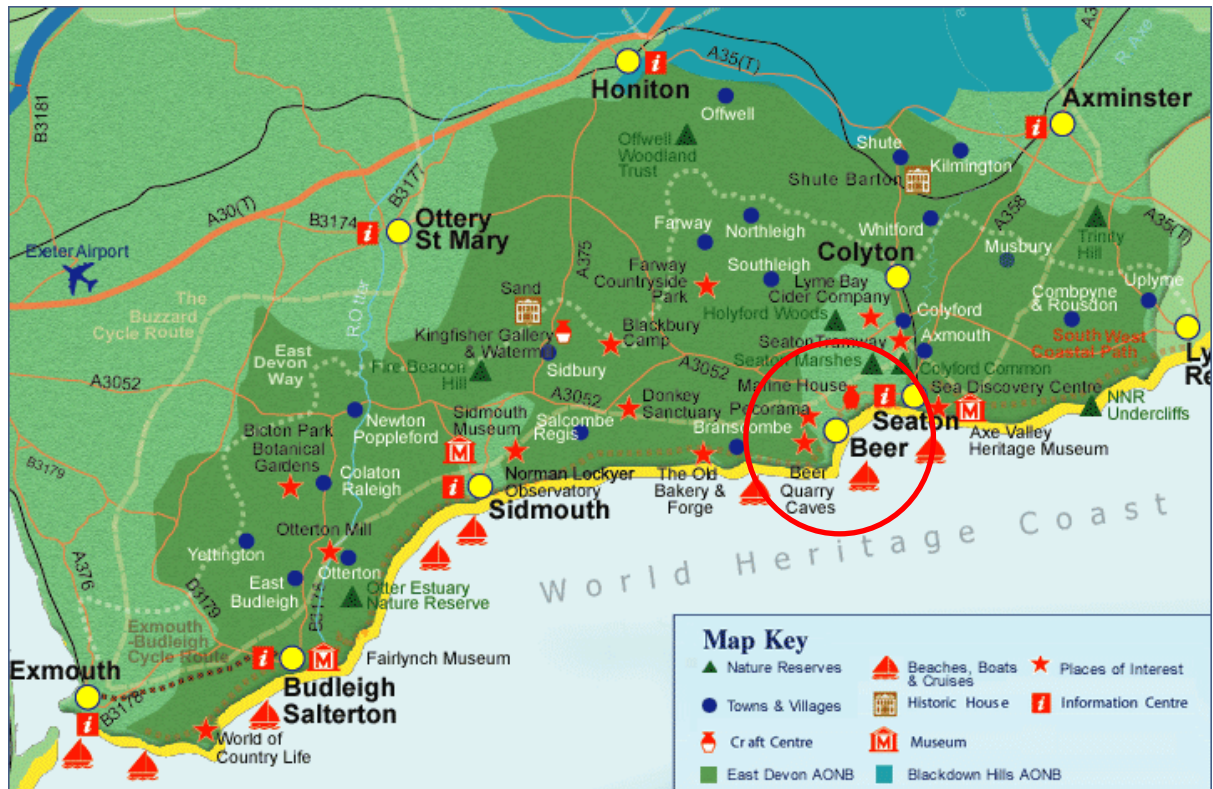 Honiton
A35(T)
R Axe
B3181
Offwell
Axminster
Offwell
Woodland
Trust
Shute
Kilmington
Shute Barton
B3177
A30(T)
B3174
Ottery
St Mary
Exeter Airport
A375
Farway
Northleigh
Whitford
A358
A35(T)
Musbury
Trinity
Hill
Colyton
Southleigh
Farway
Countryside
Park
Lyme Bay
Cider Company
Holyford Woods
Colyford
Combpyne
& Rousdon
Uplyme
Sand
R Otter
The
Buzzard
Cycle Route
Kingfisher Gallery
& Waterm
Blackbury
Camp
Seaton Tramway
Axmouth
South West
Coastal Path
Ly
Re
East
Devon
Way
Fire Beacon
Hill
Sidbury
A3052
Seaton Marshes
Colyford Common
A3052
A3052
Marine House
Sea Discovery Centre
NNR
Undercliffs
Newton
Poppleford
Sidmouth
Museum
Salcombe
Regis
Donkey
Sanctuary
Pecorama
Branscombe
Seaton
Beer
Axe Valley
Heritage Museum
Bicton Park
Botanical
Gardens
B3179
Colaton
Raleigh
Norman Lockyer
Observatory
Sidmouth
The Old
Bakery &
Forge
Beer
Quarry
Caves
World Heritage Coast
Otterton Mill
Yettington
Otterton
A376
D3179
East
Budleigh
Otter Estuary
Nature Reserve
Exmouth
-Budleigh
Cycle Route
Exmouth
B3178
Fairlynch Museum
Budleigh
Salterton
World of
Country Life
Map Key
Nature Reserves
Beaches, Boats
& Cruises
Places of Interest
Towns & Villages
Historic House
Information Centre
Craft Centre
Museum
East Devon AONB
Blackdown Hills AONB